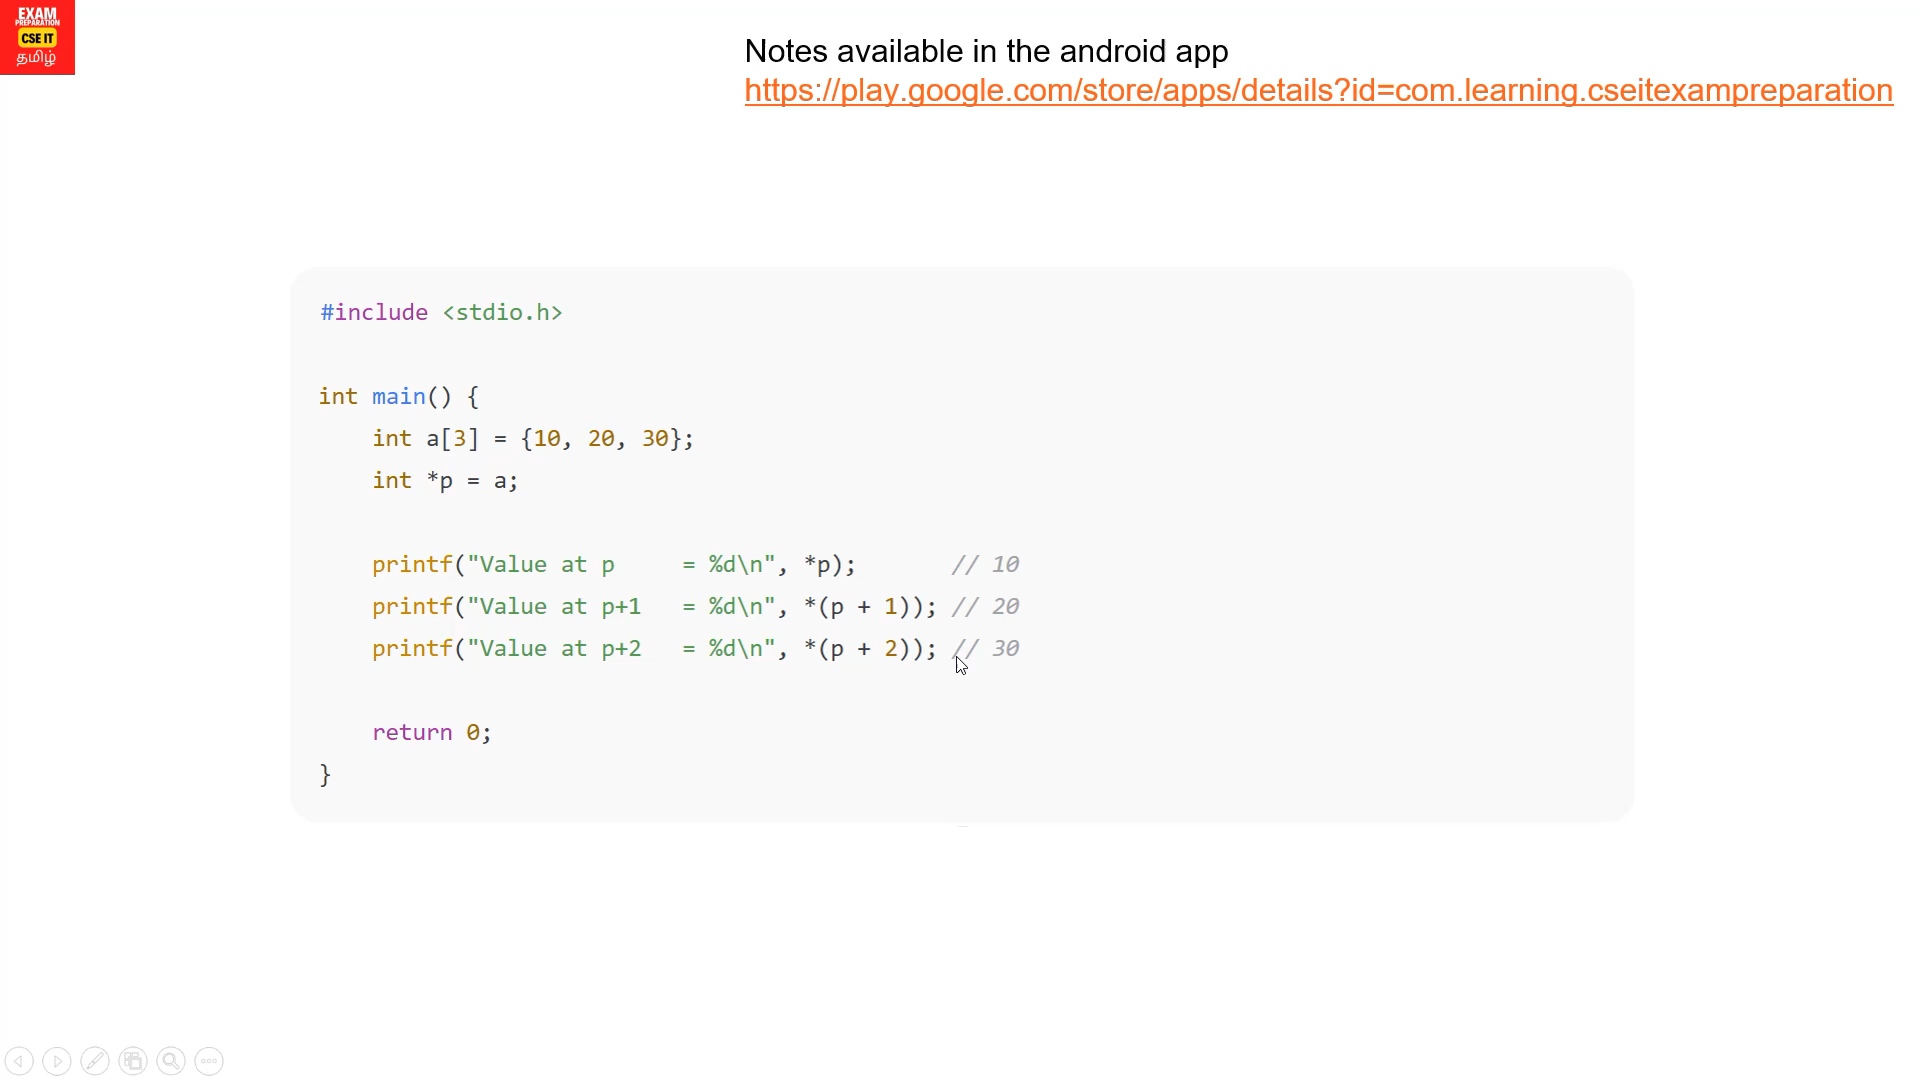 EXAM
PREPARATION
CSE IT
தமிழ்
Notes available in the android app
https://play.google.com/store/apps/details?id=com.learning.cseitexampreparation
#include <stdio.h>
int main() {
    int a[3] = {10, 20, 30};
    int *p = a;
    printf("Value at p     = %d\n", *p);       // 10
    printf("Value at p+1   = %d\n", *(p + 1)); // 20
    printf("Value at p+2   = %d\n", *(p + 2)); // 30
    return 0;
}